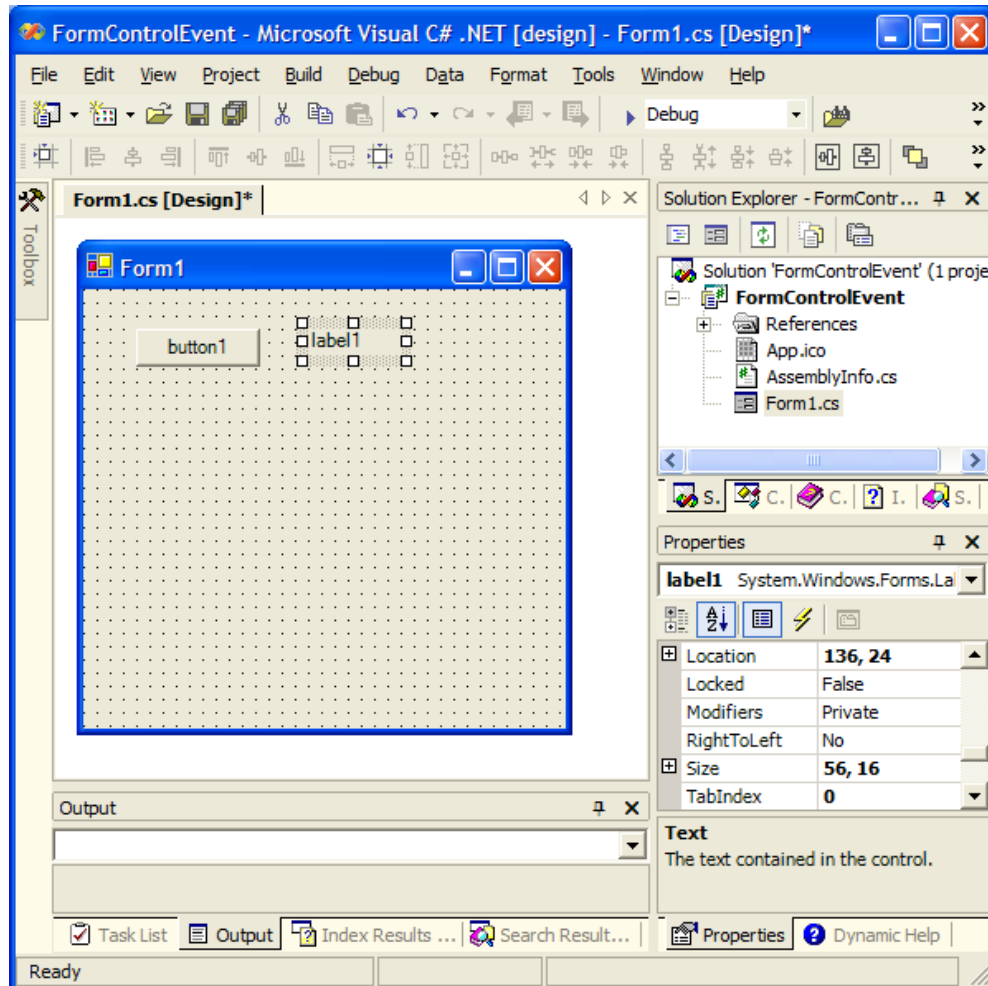 FormControlEvent - Microsoft Visual C# .NET [design] - Form1.cs [Design]*
File Edit View Project Build Debug Data Format Tools Window Help
Debug
Toolbox
Form1.cs [Design]*
Form1
button1
label1
Solution Explorer - FormContr...
Solution 'FormControlEvent' (1 proje
FormControlEvent
References
App.ico
AssemblyInfo.cs
Form1.cs
S. C. C. I. S.
Properties
label1 System.Windows.Forms.Lal
Location 136, 24
Locked False
Modifiers Private
RightToLeft No
Size 56, 16
TabIndex 0
Text
The text contained in the control.
Output
Task List Output Index Results ... Search Result...
Properties Dynamic Help
Ready